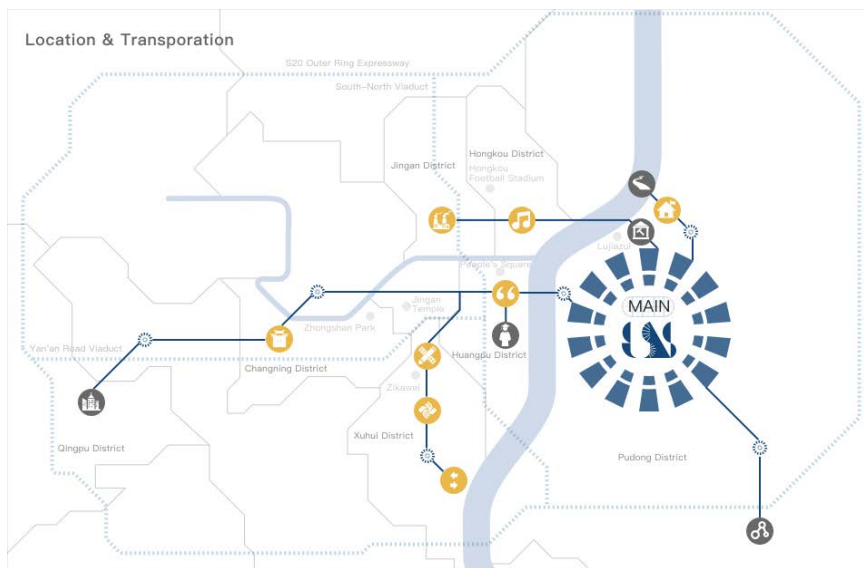 Location & Transporation
S20 Outer Ring Expressway
South-North Viaduct
Hongkou District
Jingan District
Hongkou
Football Stadium
Lujiazui
People's Square
MAIN
Jingan
Temple
Zhongshan Park
Yan'an Road Viaduct
Huangpu District
Changning District
Zikawei
Xuhui District
Qingpu District
Pudong District